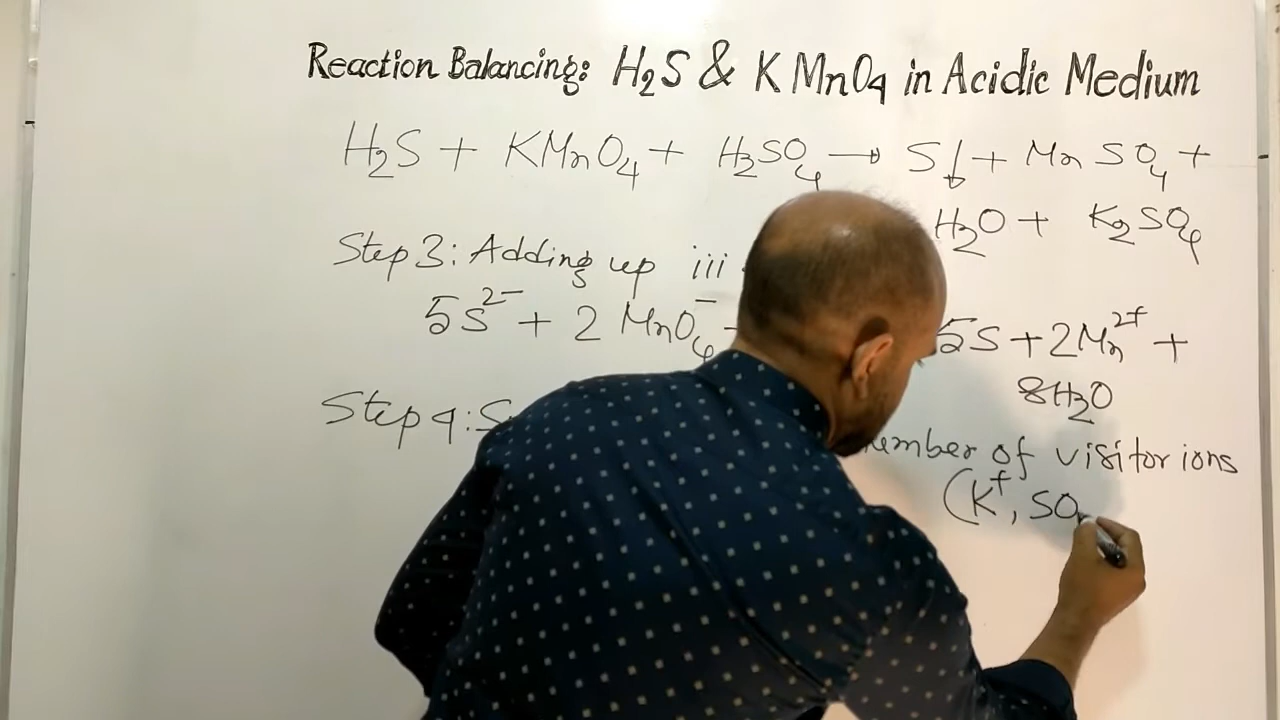 Reaction Balancing: H₂S & KMnO₄ in Acidic Medium
H₂S + KMnO₄ + H₂SO₄ → S↓ + MnSO₄ +
H₂O + K₂SO₄
Step 3: Adding up iii
5S²⁻ + 2MnO₄⁻ 5S + 2Mn²⁺ +
8H₂O
Step 4: of visitor ions
(K⁺, SO